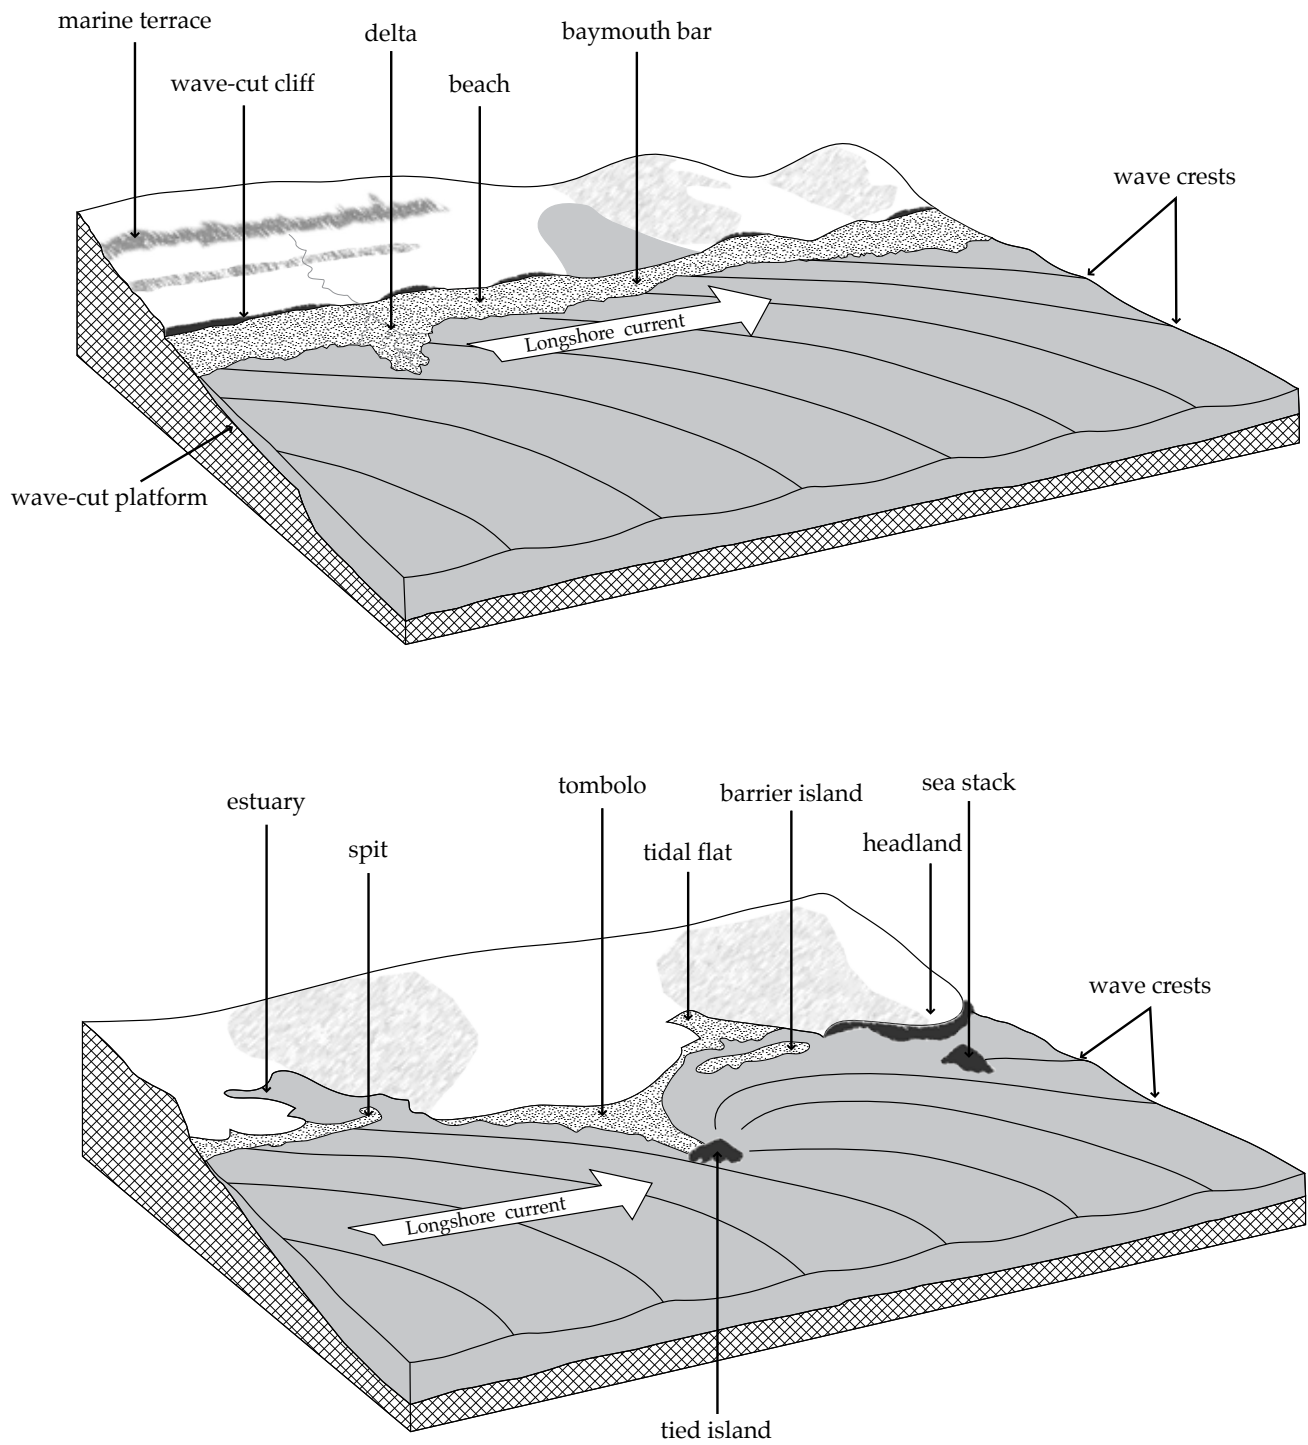 marine terrace
delta
baymouth bar
wave-cut cliff
beach
wave crests
Longshore current
wave-cut platform
tombolo
sea stack
barrier island
estuary
headland
spit
tidal flat
wave crests
Longshore current
tied island